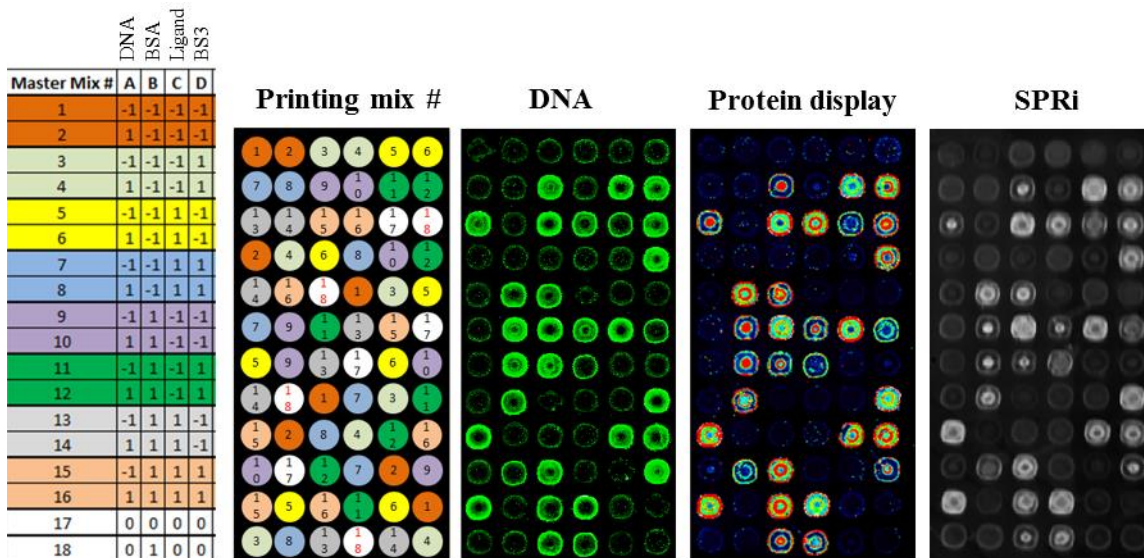 DNA BSA Ligand BS3
Master Mix # A B C D
1 -1 -1 -1 -1
2 1 -1 -1 -1
3 -1 -1 -1 1
4 1 -1 -1 1
5 -1 -1 1 -1
6 1 -1 1 -1
7 -1 -1 1 1
8 1 -1 1 1
9 -1 1 -1 -1
10 1 1 -1 -1
11 -1 1 -1 1
12 1 1 -1 1
13 -1 1 1 -1
14 1 1 1 -1
15 -1 1 1 1
16 1 1 1 1
17 0 0 0 0
18 0 1 0 0
Printing mix #
1 2 3 4 5 6
7 8 9 10 11 12
13 14 15 16 17 18
2 4 6 8 10 12
14 16 18 1 3 5
7 9 11 13 15 17
5 9 13 17 6 10
14 18 1 7 3 11
15 2 8 4 12 16
10 17 12 7 2 9
15 5 16 11 6 1
3 8 13 18 14 4
DNA
Protein display
SPRi